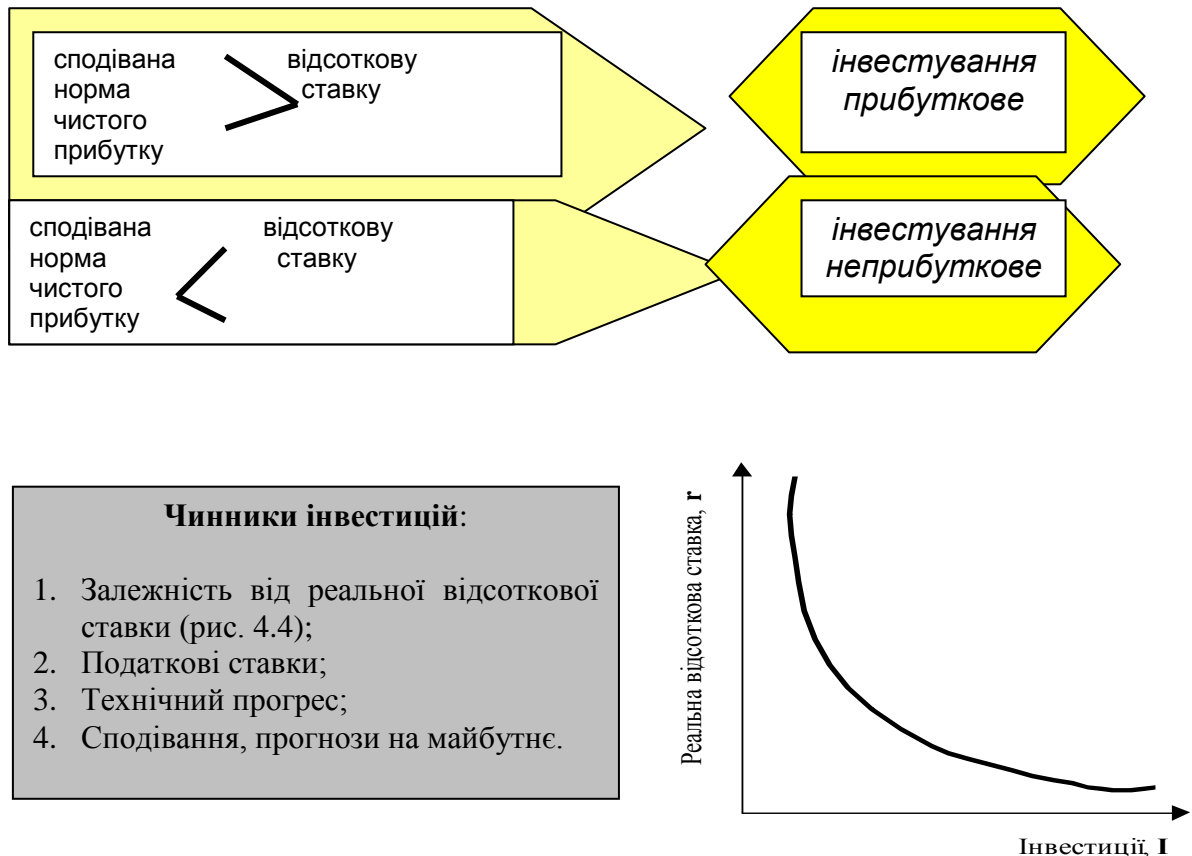 сподівана відсоткову
норма ставку
чистого
прибутку
інвестування
прибуткове
сподівана відсоткову
норма ставку
чистого
прибутку
інвестування
неприбуткове
Чинники інвестицій:
1. Залежність від реальної відсоткової
ставки (рис. 4.4);
2. Податкові ставки;
3. Технічний прогрес;
4. Сподівання, прогнози на майбутнє.
Реальна відсоткова ставка, r
Інвестиції, I